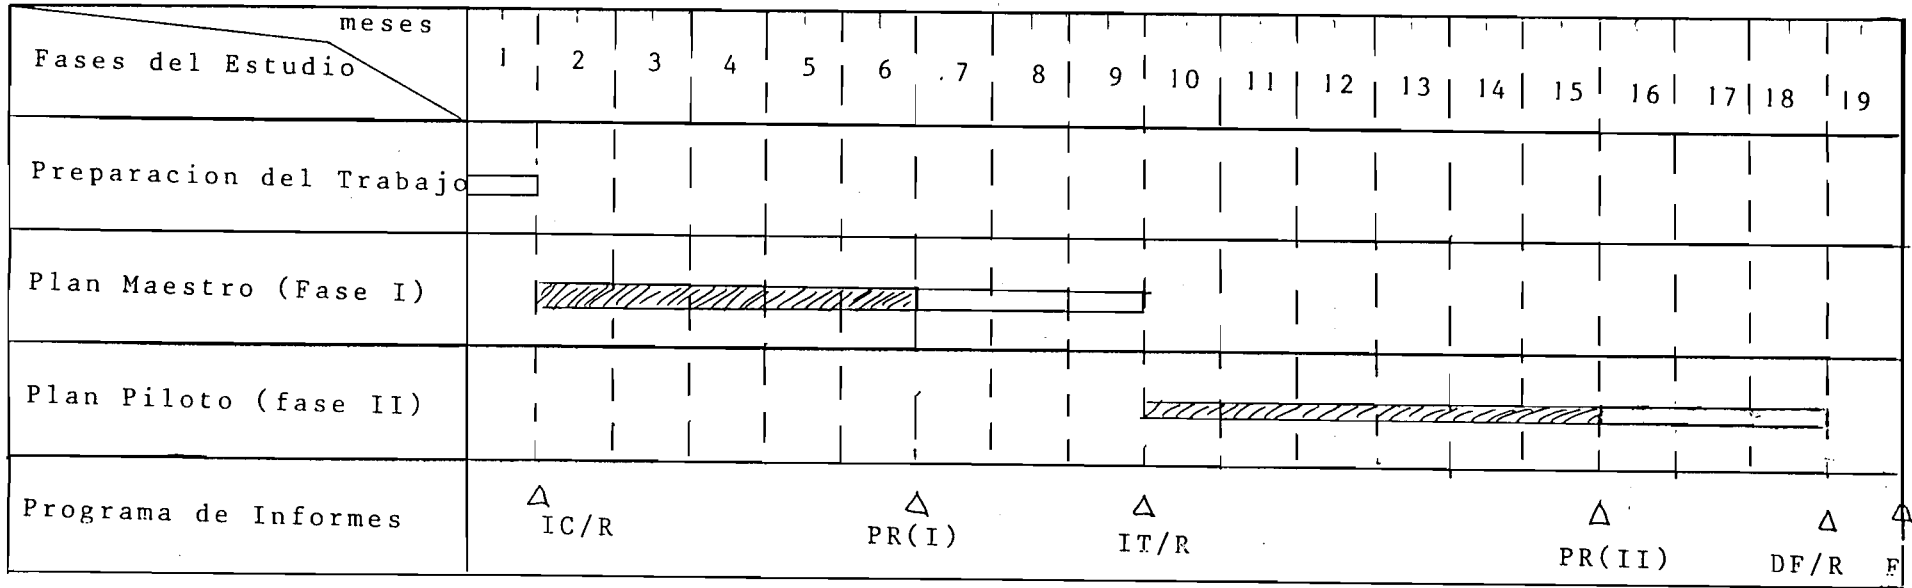 meses
Fases del Estudio
1 2 3 4 5 6 7 8 9 10 11 12 13 14 15 16 17 18 19
Preparacion del Trabajo
Plan Maestro (Fase I)
Plan Piloto (fase II)
Programa de Informes
IC/R PR(I) IT/R PR(II) DF/R F